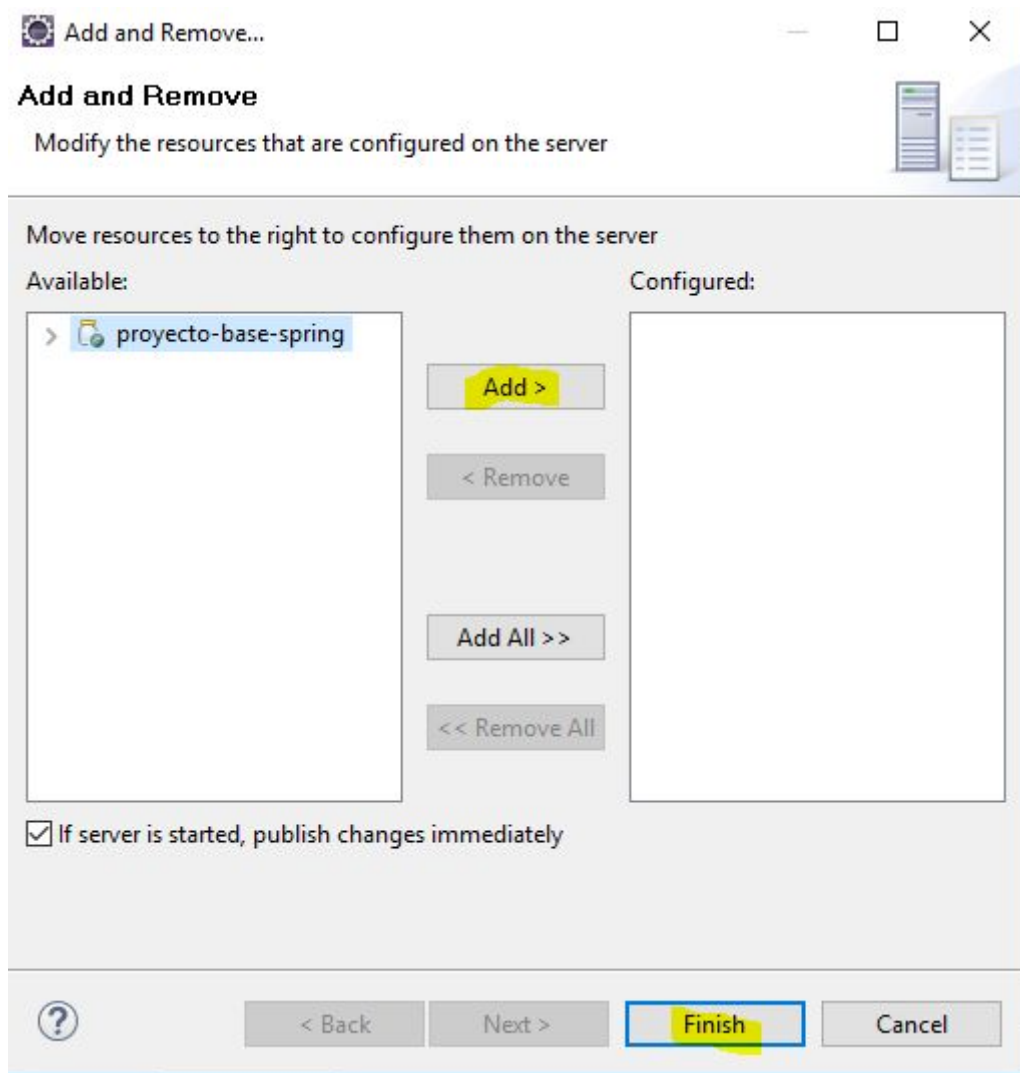 Add and Remove...
Add and Remove
Modify the resources that are configured on the server
Move resources to the right to configure them on the server
Available:
Configured:
proyecto-base-spring
Add >
< Remove
Add All >>
<< Remove All
If server is started, publish changes immediately
?
< Back
Next >
Finish
Cancel